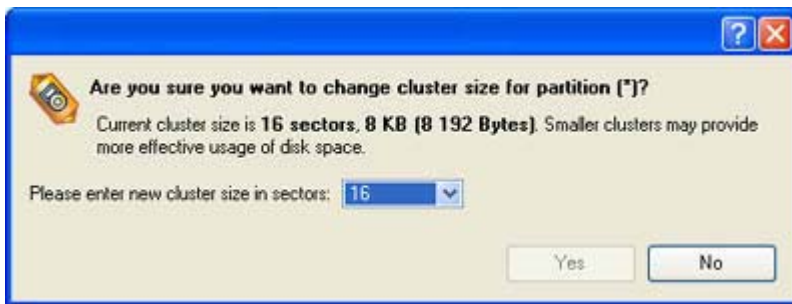 ?
Are you sure you want to change cluster size for partition (*)?
Current cluster size is 16 sectors, 8 KB (8 192 Bytes). Smaller clusters may provide
more effective usage of disk space.
Please enter new cluster size in sectors: 16
Yes No